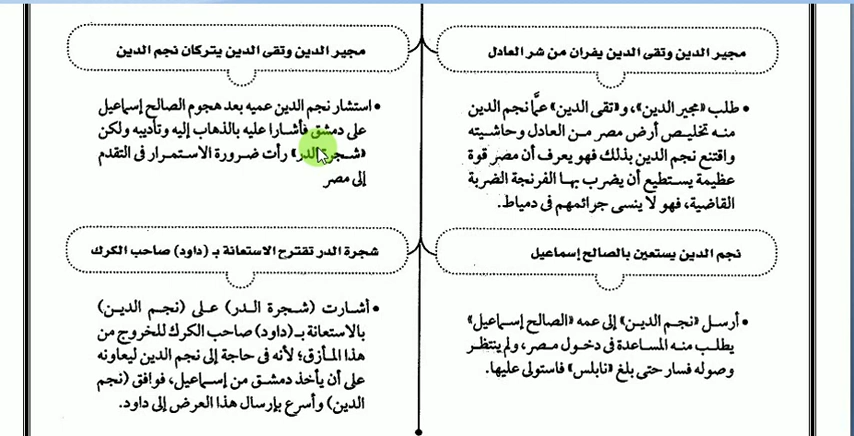 مجير الدين وتقى الدين يفران من شر العادل
• طلب «مجير الدين»، و«تقى الدين» عمَّا نجم الدين
منه تخليص أرض مصر من العادل وحاشيته
واقتنع نجم الدين بذلك فهو يعرف أن مصر قوة
عظيمة يستطيع أن يضرب بها الفرنجة الضربة
القاضية، فهو لا ينسى جرائمهم فى دمياط.
نجم الدين يستعين بالصالح إسماعيل
• أرسل «نجم الدين» إلى عمه «الصالح إسماعيل»
يطلب منه المساعدة فى دخول مصر، ولم ينتظر
وصوله فسار حتى بلغ «نابلس» فاستولى عليها.
مجير الدين وتقى الدين يتركان نجم الدين
• استشار نجم الدين عميه بعد هجوم الصالح إسماعيل
على دمشق فأشارا عليه بالذهاب إليه وتأديبه ولكن
«شجرة الدر» رأت ضرورة الاستمرار فى التقدم
إلى مصر
شجرة الدر تقترح الاستعانة بـ (داود) صاحب الكرك
• أشارت (شجرة الدر) على (نجم الدين)
بالاستعانة بـ(داود) صاحب الكرك للخروج من
هذا المأزق؛ لأنه فى حاجة إلى نجم الدين ليعاونه
على أن يأخذ دمشق من إسماعيل، فوافق (نجم
الدين) وأسرع بإرسال هذا العرض إلى داود.